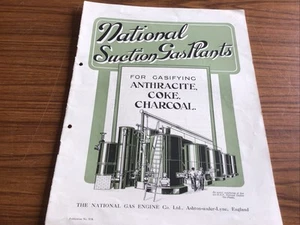 National
Suction Gas Plants
FOR GASIFYING
ANTHRACITE,
COKE,
CHARCOAL.
THE NATIONAL GAS ENGINE Co. Ltd., Ashton-under-Lyne, England